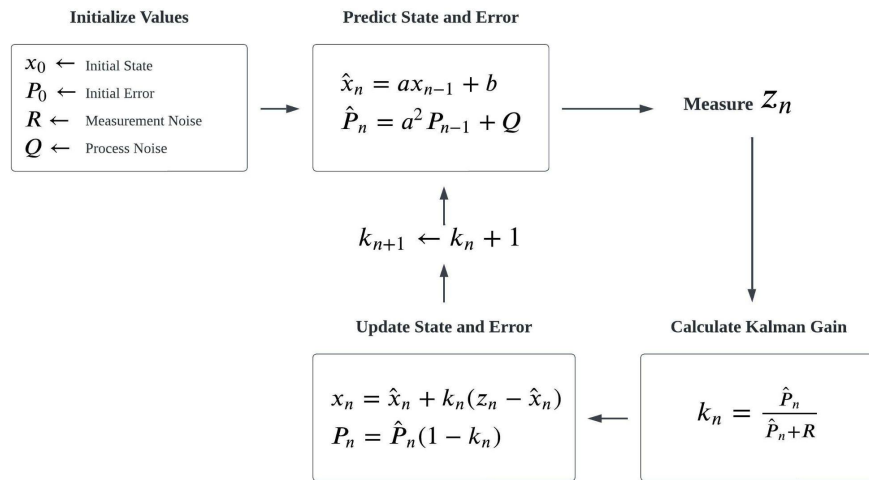 Initialize Values
x₀ ← Initial State
P₀ ← Initial Error
R ← Measurement Noise
Q ← Process Noise
Predict State and Error
x̂ₙ = axₙ₋₁ + b
P̂ₙ = a²Pₙ₋₁ + Q
Measure zₙ
kₙ₊₁ ← kₙ + 1
Update State and Error
xₙ = x̂ₙ + kₙ(zₙ − x̂ₙ)
Pₙ = P̂ₙ(1 − kₙ)
Calculate Kalman Gain
kₙ = P̂ₙ / P̂ₙ+R